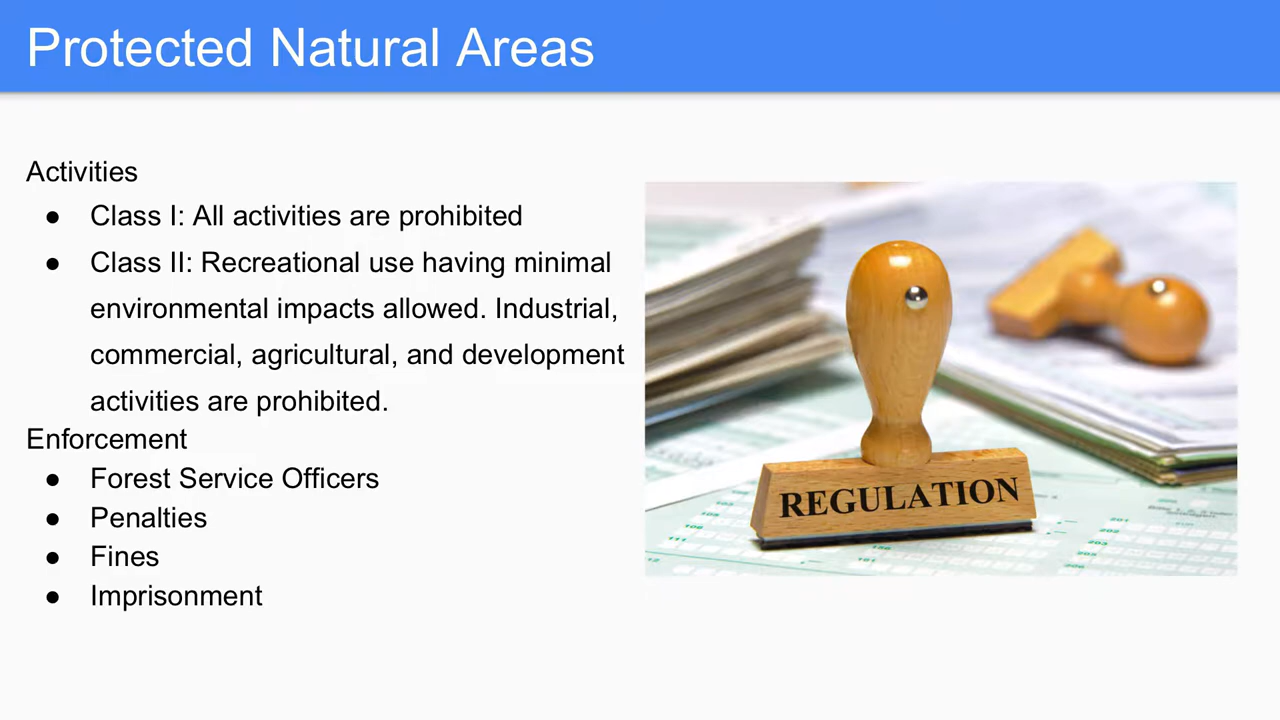 Protected Natural Areas
Activities
● Class I: All activities are prohibited
● Class II: Recreational use having minimal
environmental impacts allowed. Industrial,
commercial, agricultural, and development
activities are prohibited.
Enforcement
● Forest Service Officers
● Penalties
● Fines
● Imprisonment
REGULATION